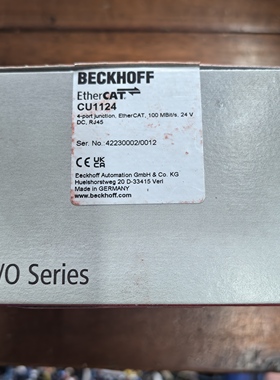 BECKHOFF
EtherCAT
CU1124
4-port junction, EtherCAT, 100 MBit/s, 24 V
DC, RJ45
Ser. No. 42230002/0012
CE UK CA
Beckhoff Automation GmbH & Co. KG
Huelshorstweg 20 D-33415 Verl
Made in GERMANY
www.beckhoff.com
/O Series